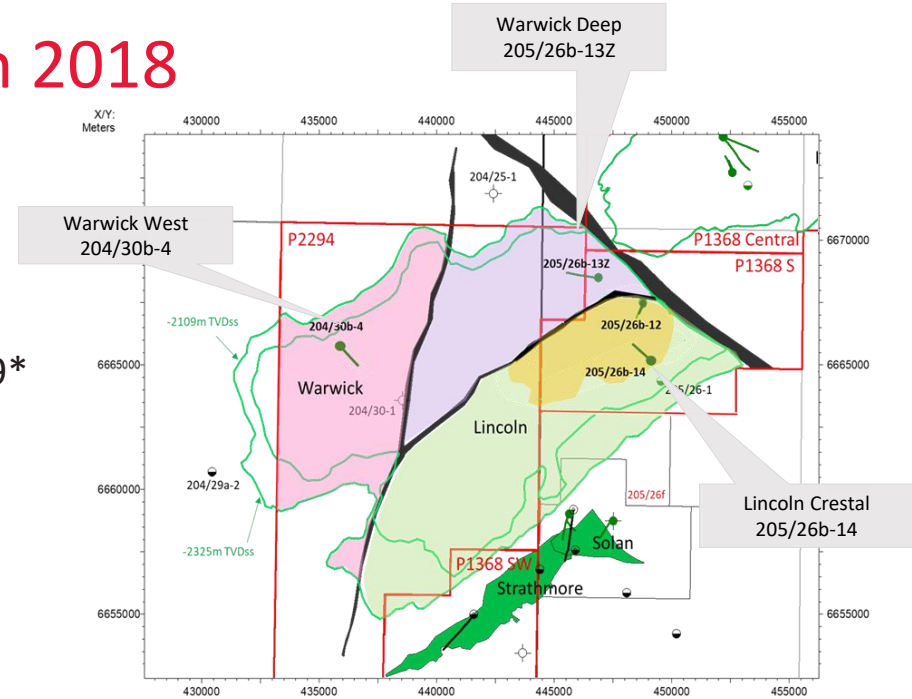 n 2018
Warwick Deep
205/26b-13Z
X/Y:
Meters
430000 435000 440000 445000 450000 455000
204/25-1
Warwick West
204/30b-4
P2294
P1368 Central
6670000
P1368 S
205/26b-13Z
-2109m TVDss
204/30b-4
205/26b-12
6665000
6665000
9*
205/26b-14
Warwick
205/26-1
204/30-1
Lincoln
204/29a-2
6660000
205/26f
Lincoln Crestal
205/26b-14
-2325m TVDss
Solan
P1368 SW
Strathmore
6655000
6655000
430000 435000 440000 445000 450000 455000